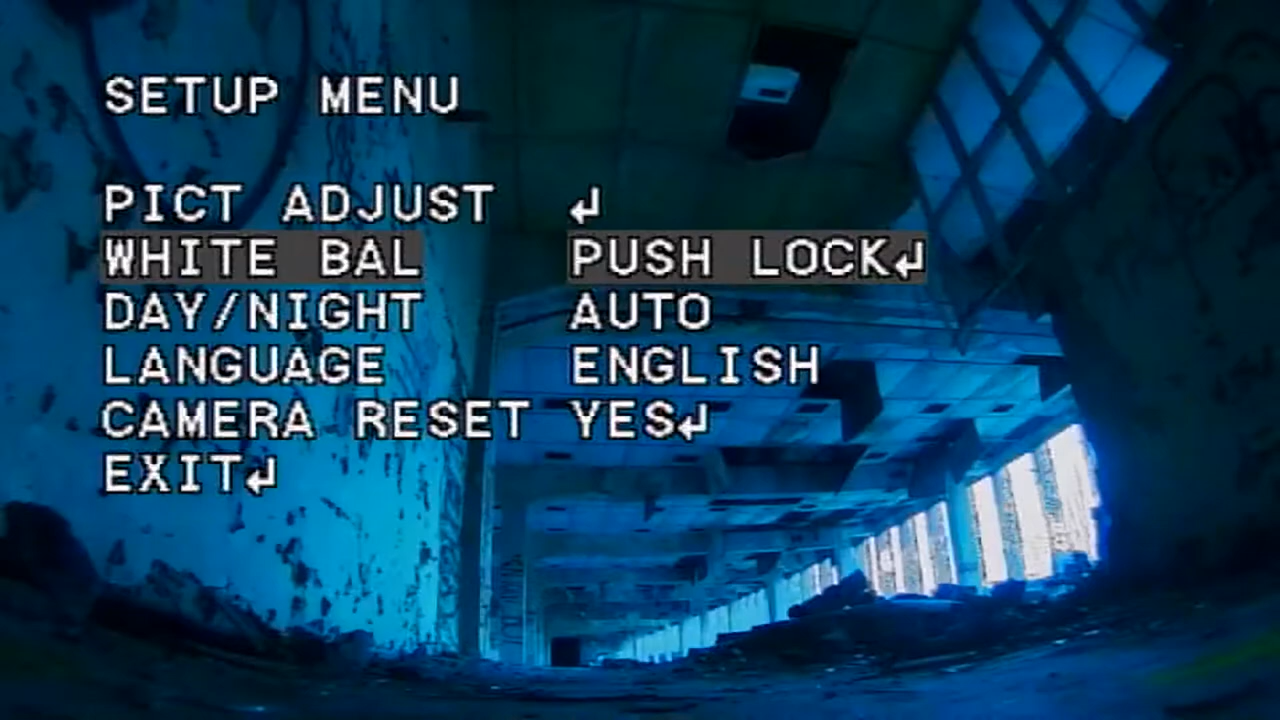 SETUP MENU
PICT ADJUST ↵
WHITE BAL PUSH LOCK↵
DAY/NIGHT AUTO
LANGUAGE ENGLISH
CAMERA RESET YES↵
EXIT↵